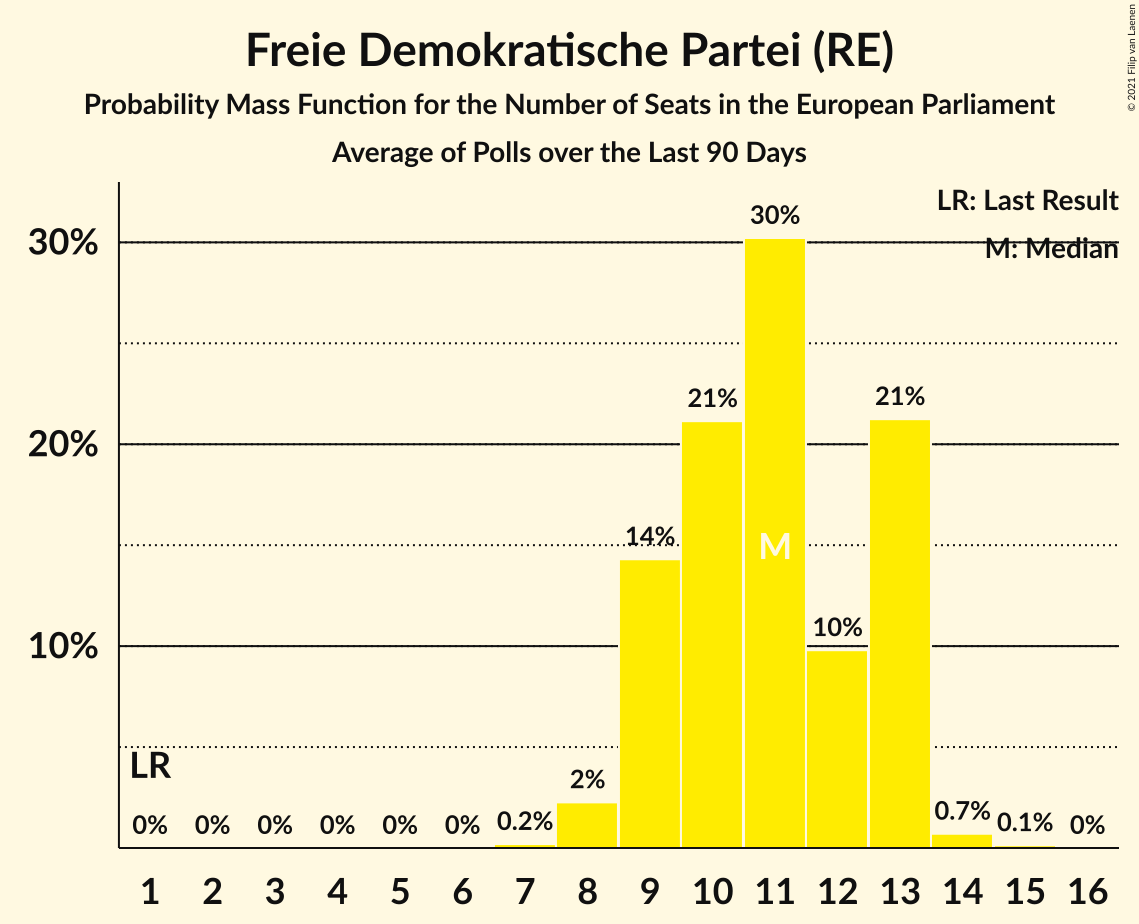 Freie Demokratische Partei (RE)
Probability Mass Function for the Number of Seats in the European Parliament
Average of Polls over the Last 90 Days
© 2021 Filip van Laenen
LR: Last Result
M: Median
30%
20%
10%
30%
21%
21%
14%
M
10%
LR
2%
0% 0% 0% 0% 0% 0% 0.2% 0.7% 0.1% 0%
1 2 3 4 5 6 7 8 9 10 11 12 13 14 15 16